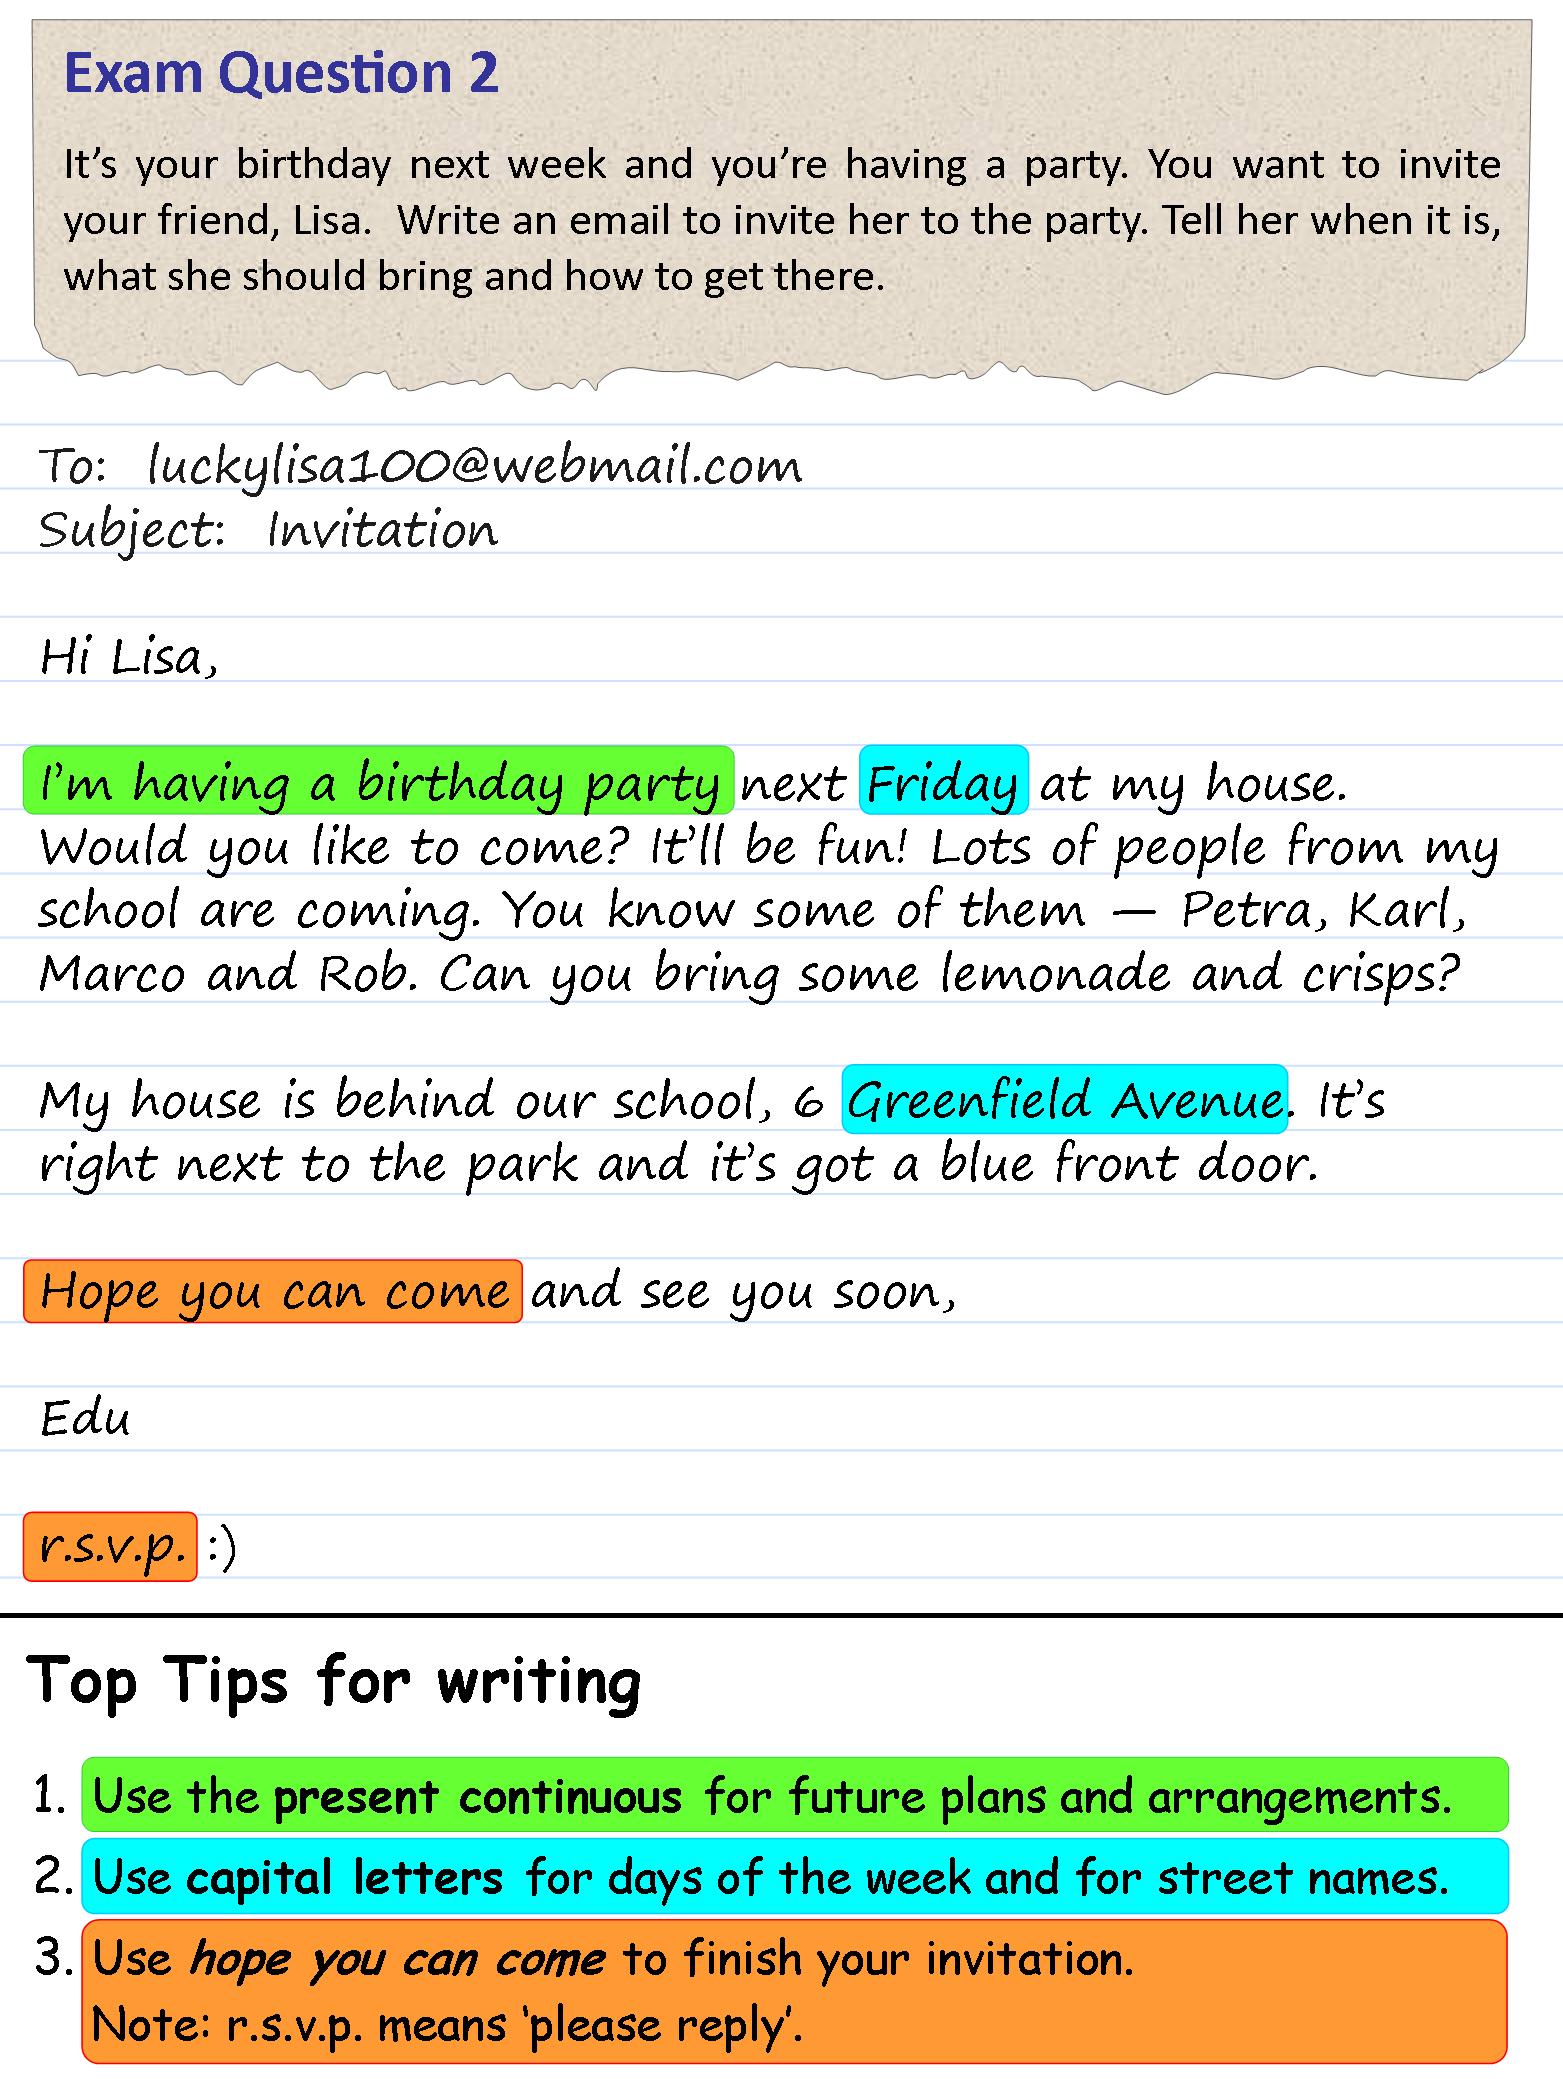 Exam Question 2
It’s your birthday next week and you’re having a party. You want to invite
your friend, Lisa.  Write an email to invite her to the party. Tell her when it is,
what she should bring and how to get there.
To: luckylisa100@webmail.com
Subject: Invitation
Hi Lisa,
I’m having a birthday party next Friday at my house.
Would you like to come? It’ll be fun! Lots of people from my
school are coming. You know some of them — Petra, Karl,
Marco and Rob. Can you bring some lemonade and crisps?
My house is behind our school, 6 Greenfield Avenue. It’s
right next to the park and it’s got a blue front door.
Hope you can come and see you soon,
Edu
r.s.v.p. :)
Top Tips for writing
1. Use the present continuous for future plans and arrangements.
2. Use capital letters for days of the week and for street names.
3. Use hope you can come to finish your invitation.
Note: r.s.v.p. means ‘please reply’.